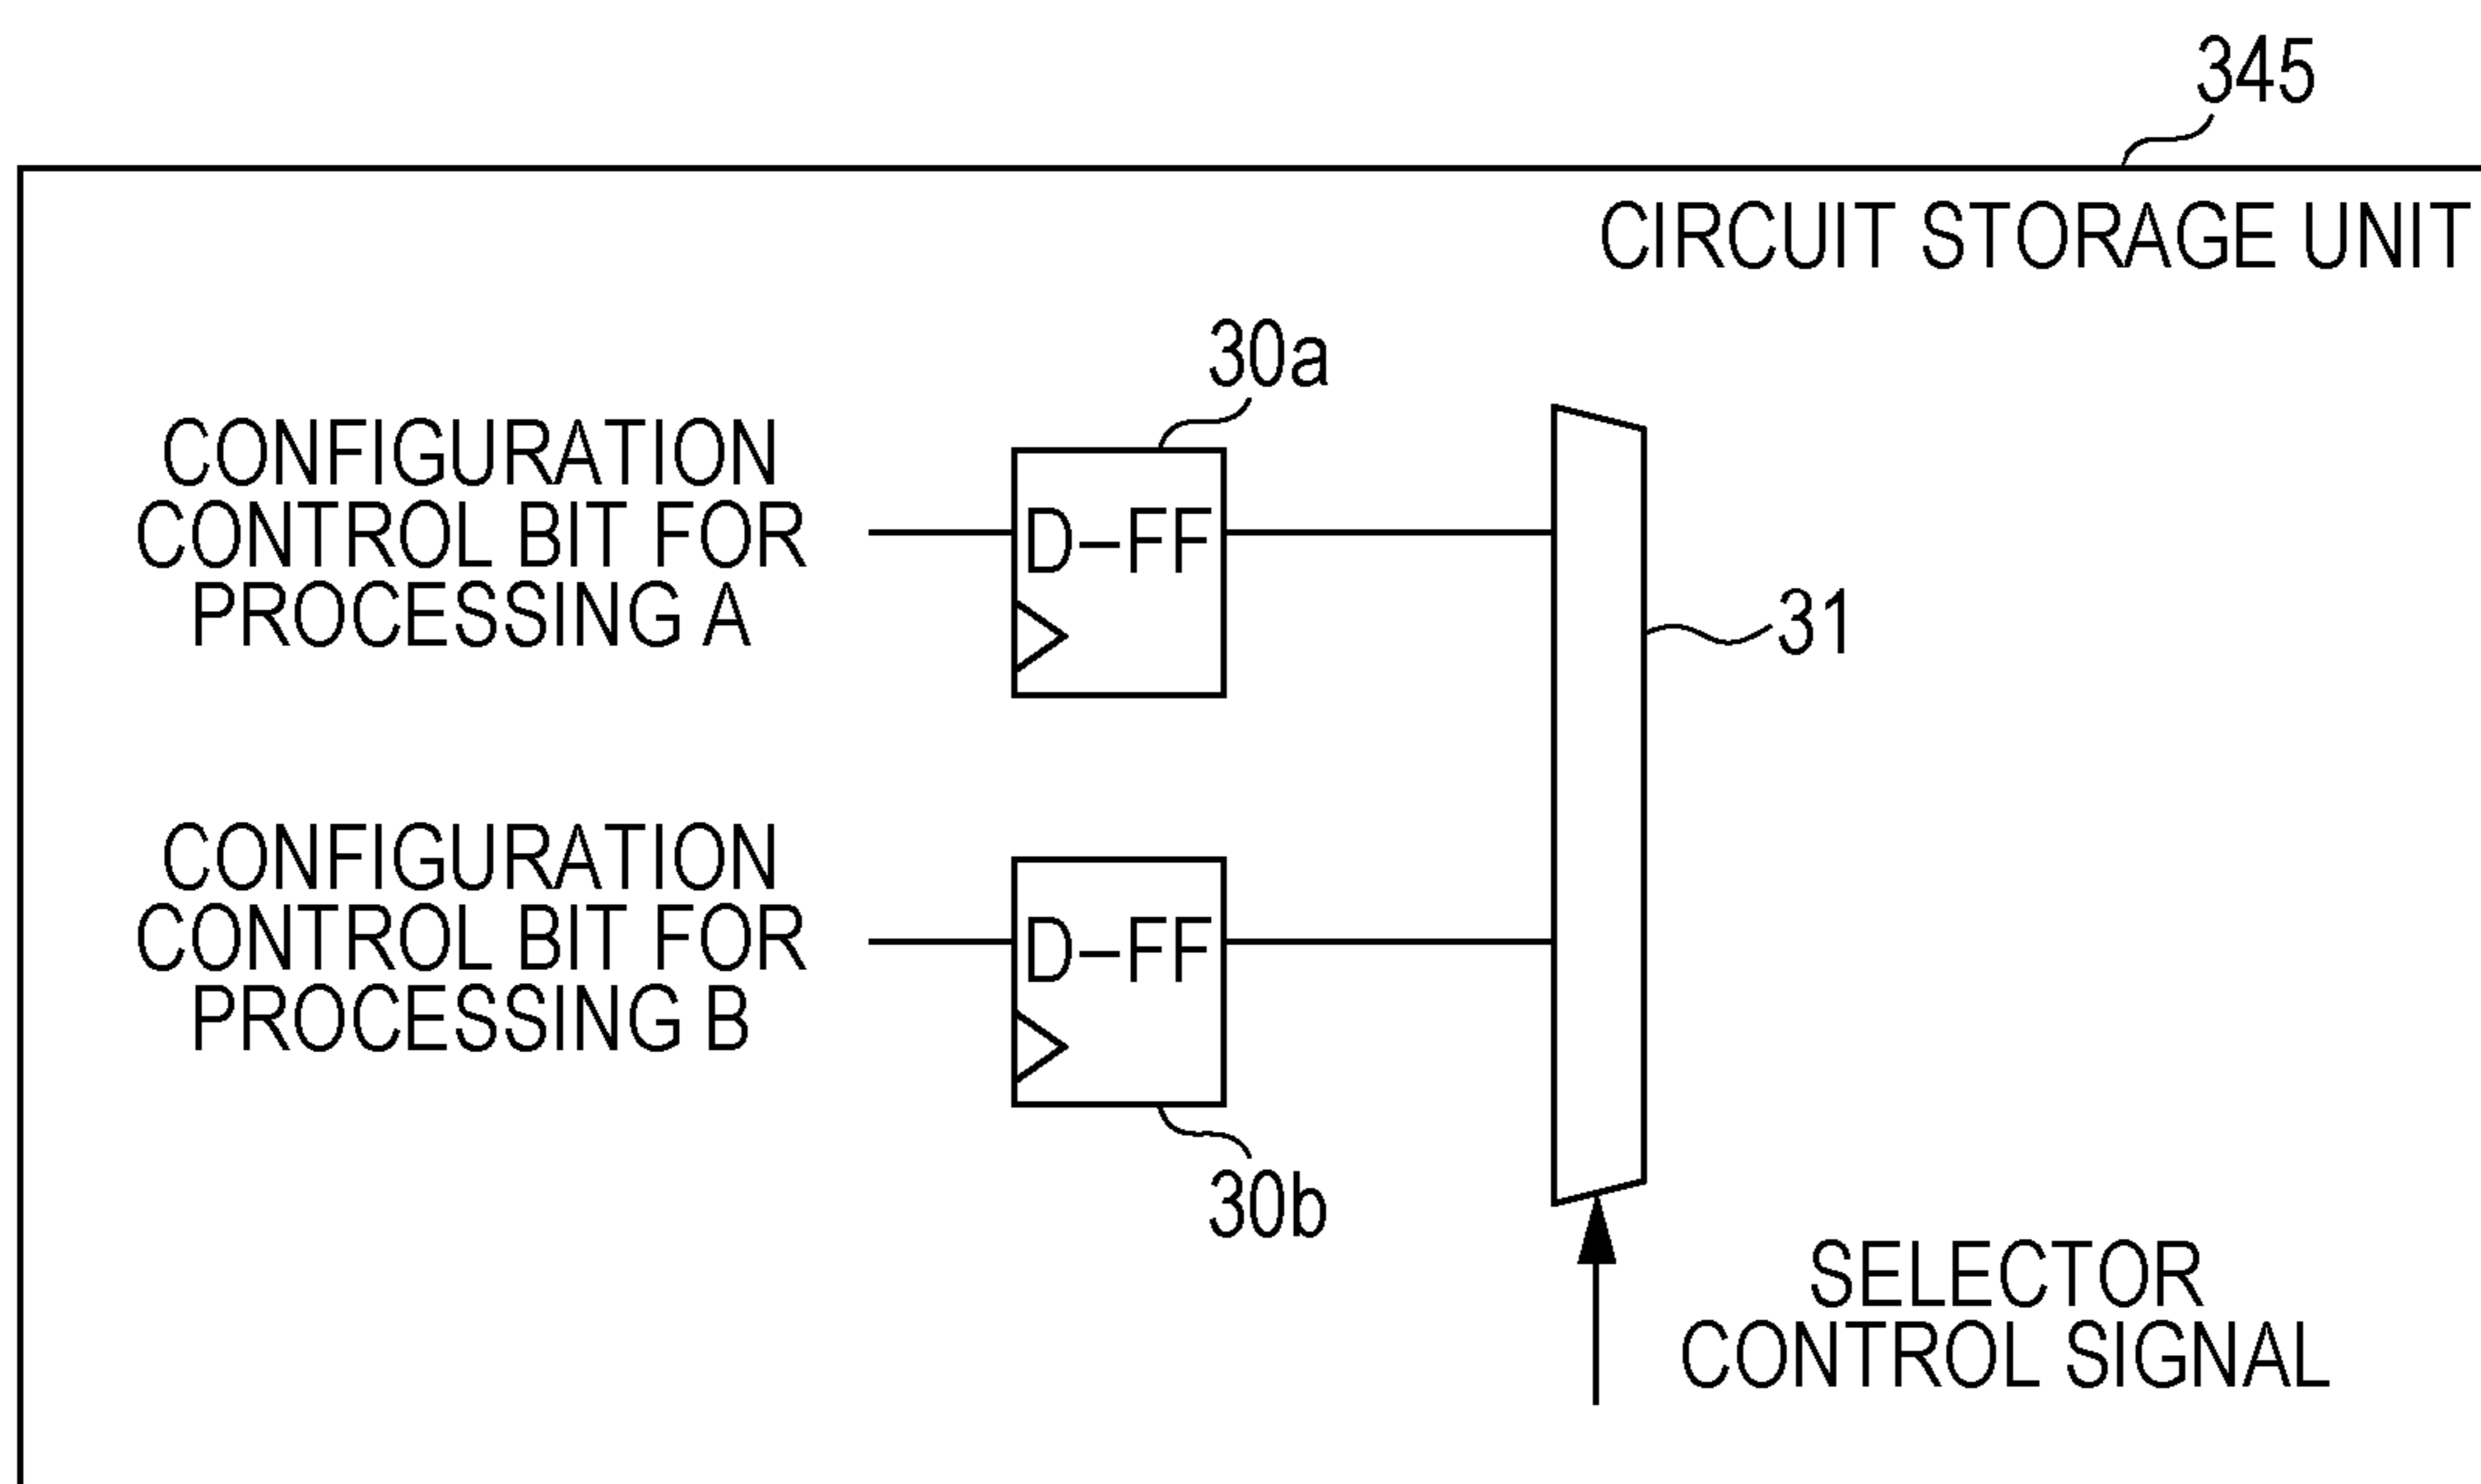 345
CIRCUIT STORAGE UNIT
30a
CONFIGURATION
CONTROL BIT FOR
PROCESSING A
D–FF
31
CONFIGURATION
CONTROL BIT FOR
PROCESSING B
D–FF
30b
SELECTOR
CONTROL SIGNAL